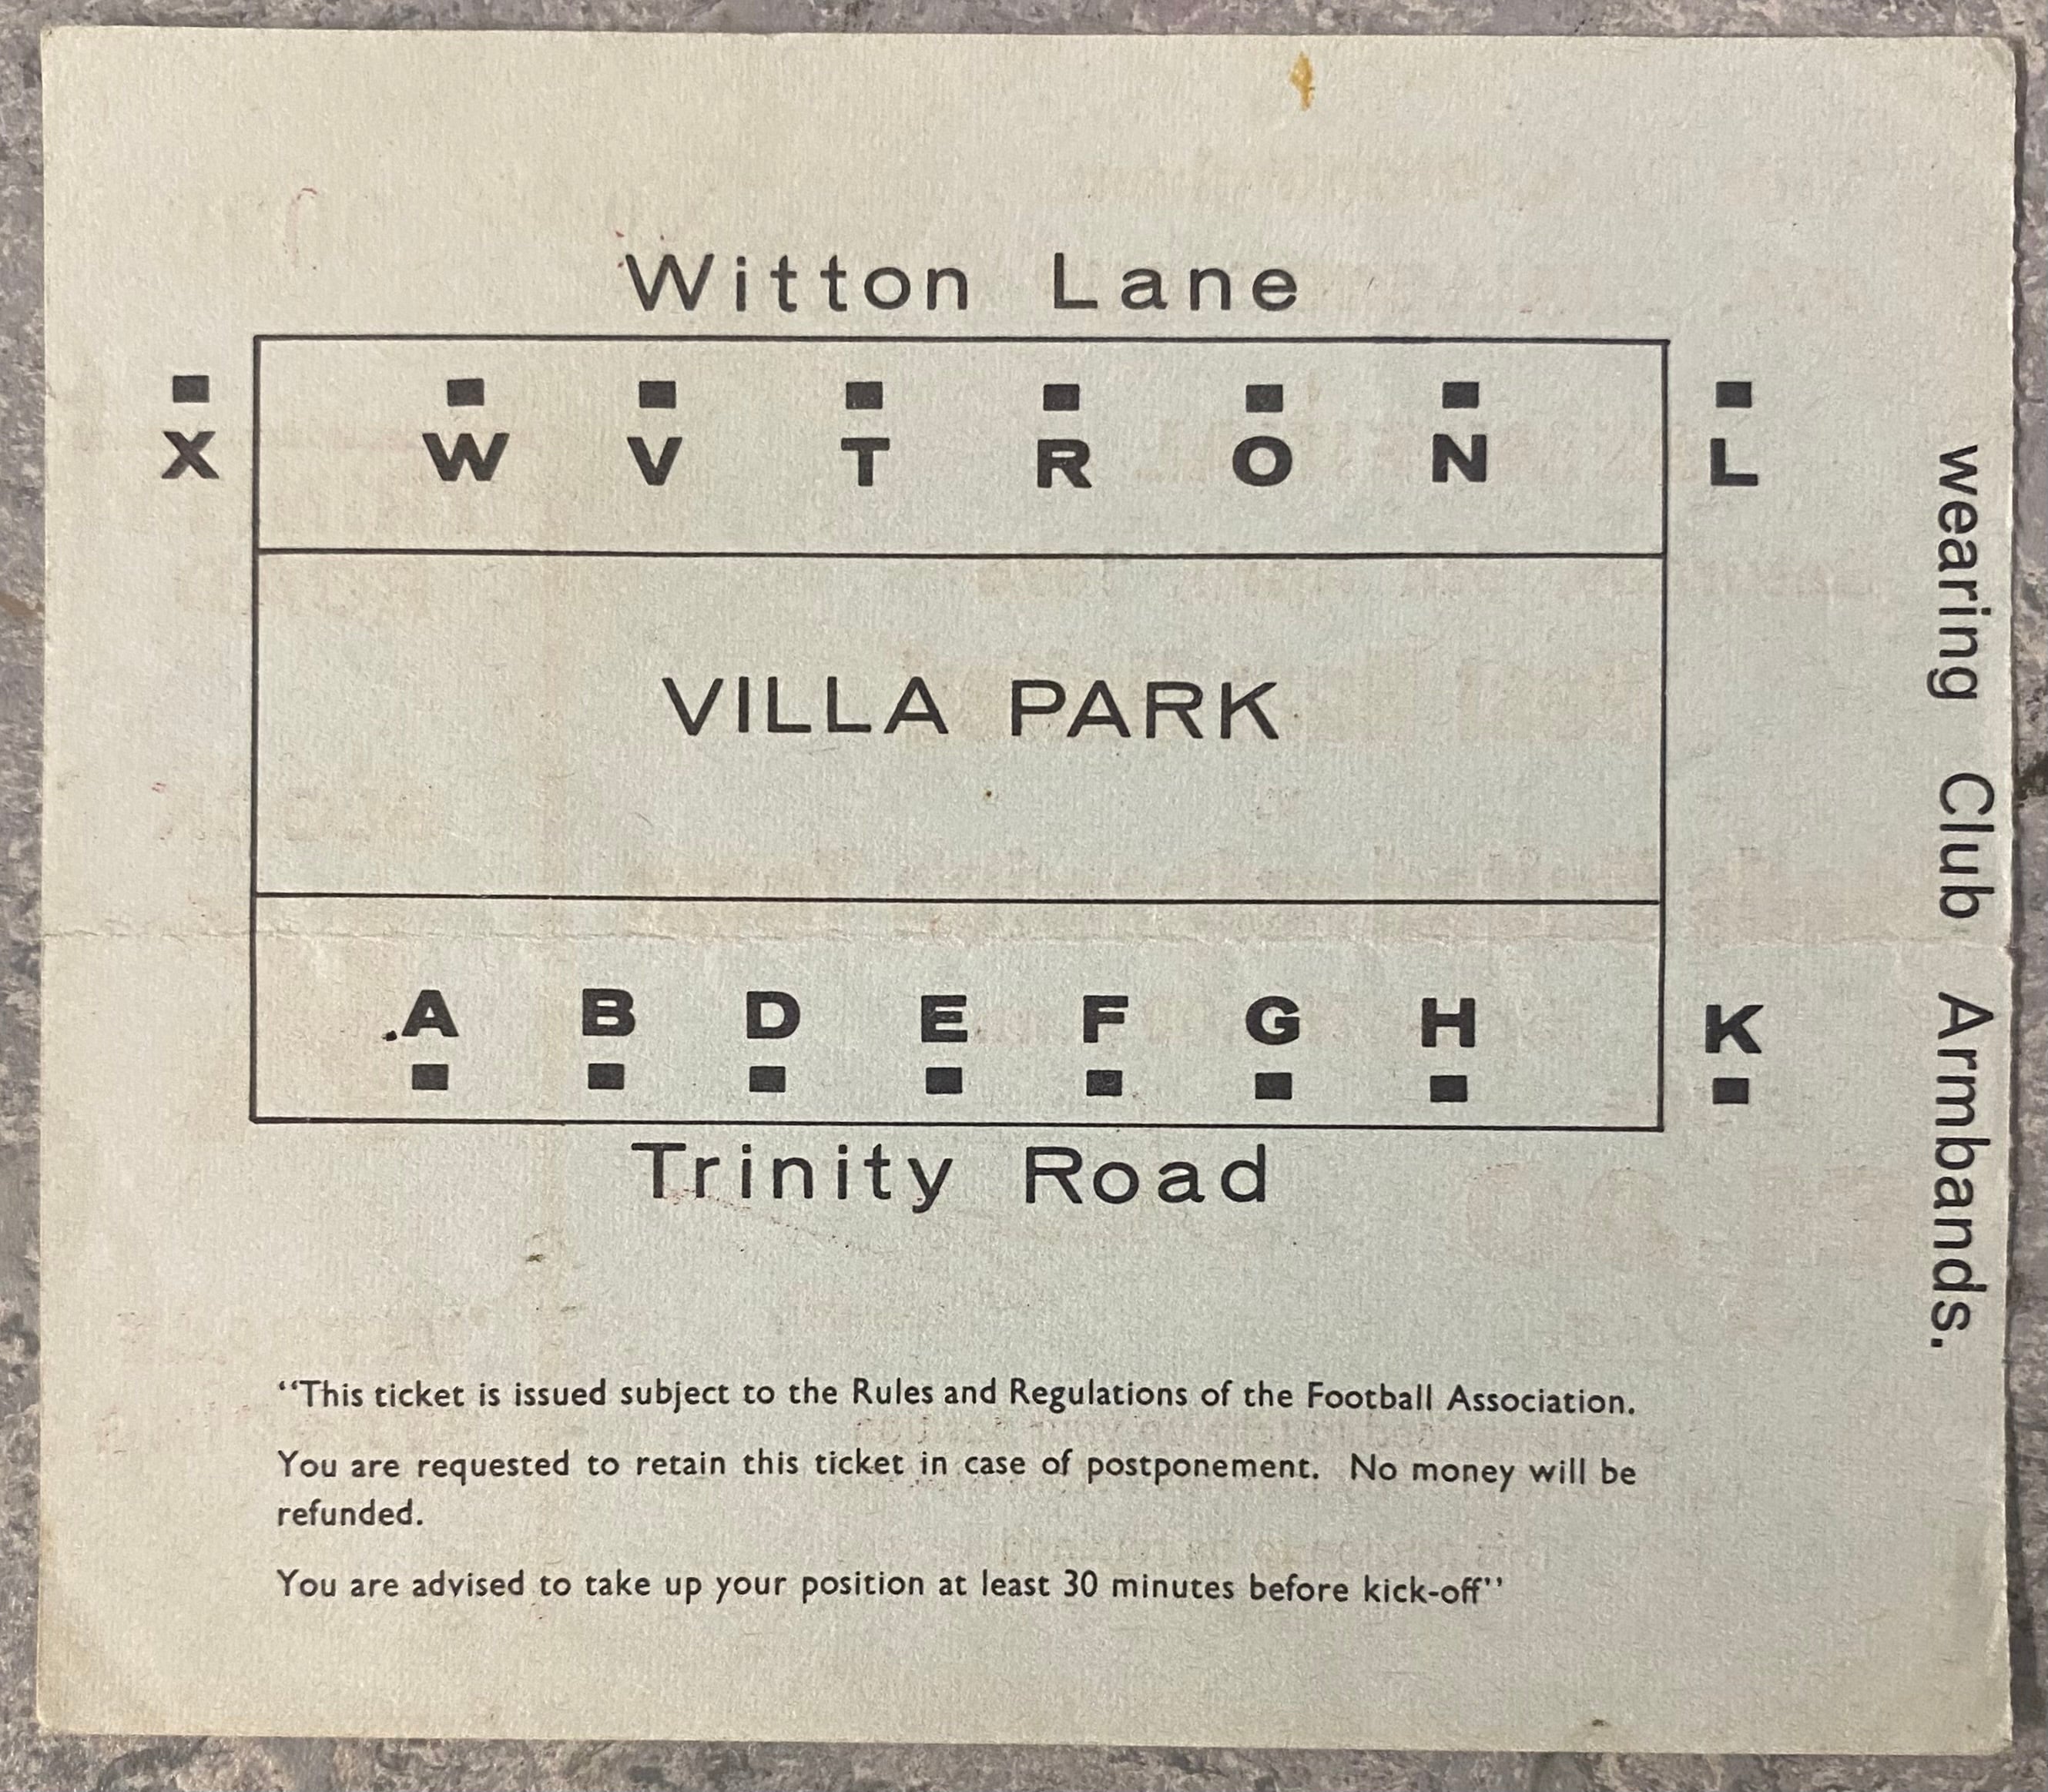 Witton Lane
X W V T R O N L
VILLA PARK
A B D E F G H K
Trinity Road
wearing Club Armbands.
“This ticket is issued subject to the Rules and Regulations of the Football Association.
You are requested to retain this ticket in case of postponement. No money will be
refunded.
You are advised to take up your position at least 30 minutes before kick-off”